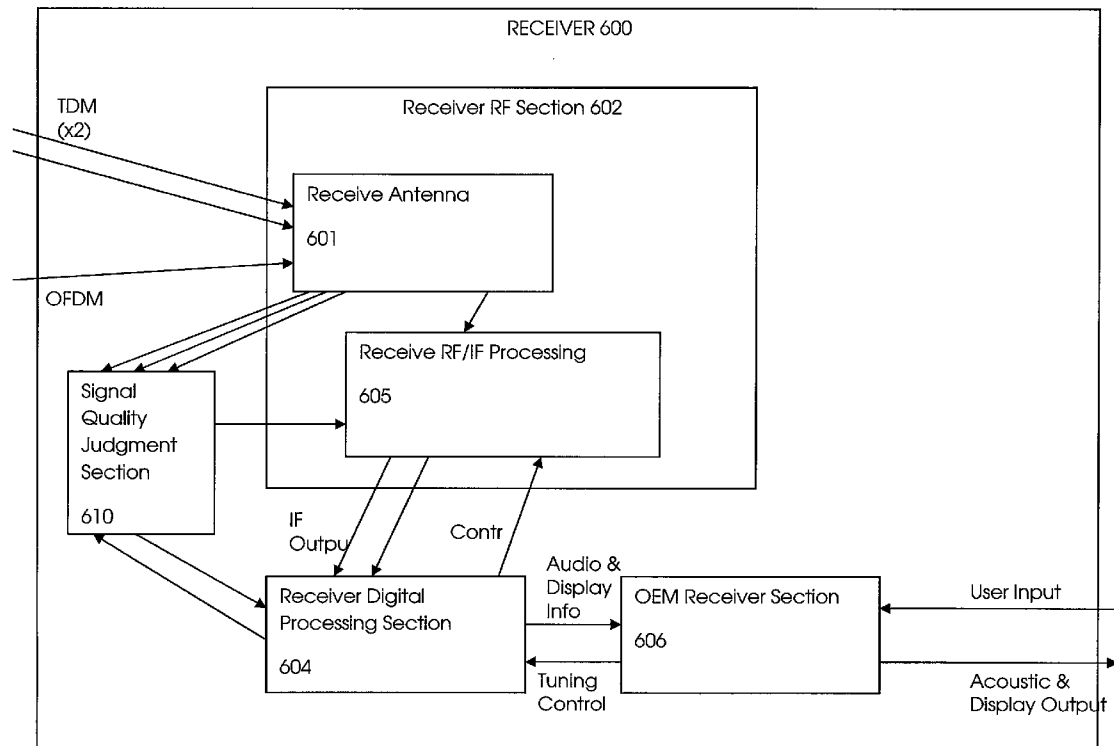 RECEIVER 600
TDM
(x2)
Receiver RF Section 602
Receive Antenna
601
OFDM
Receive RF/IF Processing
605
Signal
Quality
Judgment
Section
610
IF
Outpu
Contr
Audio &
Display
Info
Receiver Digital
Processing Section
604
OEM Receiver Section
606
User Input
Tuning
Control
Acoustic &
Display Output